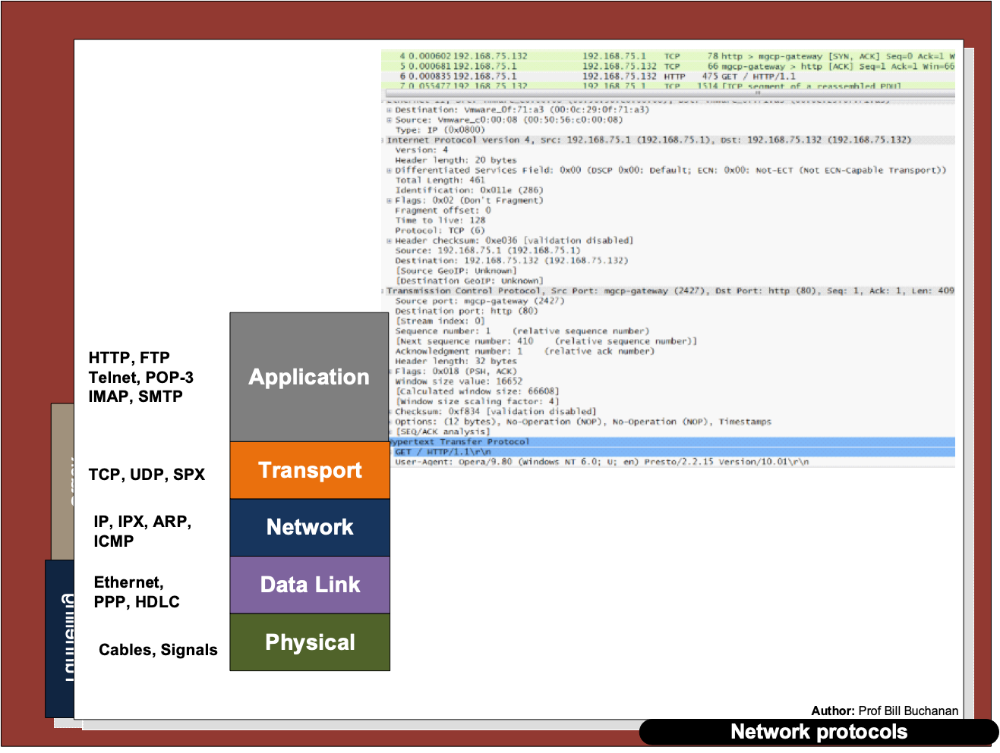 4 0.000602 192.168.75.132 192.168.75.1 TCP 78 http > mgcp-gateway [SYN, ACK] Seq=0 Ack=1 W
5 0.000681 192.168.75.1 192.168.75.132 TCP 66 mgcp-gateway > http [ACK] Seq=1 Ack=1 Win=66
6 0.000835 192.168.75.1 192.168.75.132 HTTP 475 GET / HTTP/1.1
7 0.055477 192.168.75.132 192.168.75.1 TCP 1514 [TCP segment of a reassembled PDU]
Destination: Vmware_0f:71:a3 (00:0c:29:0f:71:a3)
Source: Vmware_c0:00:08 (00:50:56:c0:00:08)
Type: IP (0x0800)
Internet Protocol Version 4, Src: 192.168.75.1 (192.168.75.1), Dst: 192.168.75.132 (192.168.75.132)
Version: 4
Header length: 20 bytes
Differentiated Services Field: 0x00 (DSCP 0x00: Default; ECN: 0x00: Not-ECT (Not ECN-Capable Transport))
Total Length: 461
Identification: 0x011e (286)
Flags: 0x02 (Don't Fragment)
Fragment offset: 0
Time to live: 128
Protocol: TCP (6)
Header checksum: 0xe036 [validation disabled]
Source: 192.168.75.1 (192.168.75.1)
Destination: 192.168.75.132 (192.168.75.132)
[Source GeoIP: Unknown]
[Destination GeoIP: Unknown]
Transmission Control Protocol, Src Port: mgcp-gateway (2427), Dst Port: http (80), Seq: 1, Ack: 1, Len: 409
Source port: mgcp-gateway (2427)
Destination port: http (80)
[Stream index: 0]
Sequence number: 1 (relative sequence number)
[Next sequence number: 410 (relative sequence number)]
Acknowledgment number: 1 (relative ack number)
Header length: 32 bytes
Flags: 0x018 (PSH, ACK)
Window size value: 16652
[Calculated window size: 66608]
[Window size scaling factor: 4]
Checksum: 0xf834 [validation disabled]
Options: (12 bytes), No-Operation (NOP), No-Operation (NOP), Timestamps
[SEQ/ACK analysis]
ypertext Transfer Protocol
GET / HTTP/1.1\r\n
User-Agent: Opera/9.80 (Windows NT 6.0; U; en) Presto/2.2.15 Version/10.01\r\n
HTTP, FTP
Telnet, POP-3
IMAP, SMTP
Application
TCP, UDP, SPX
Transport
IP, IPX, ARP,
ICMP
Network
Ethernet,
PPP, HDLC
Data Link
Cables, Signals
Physical
Author: Prof Bill Buchanan
Network protocols